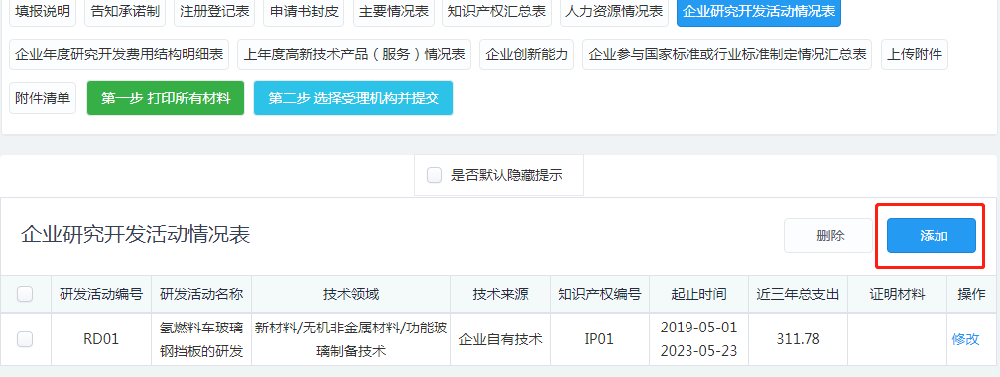 填报说明 告知承诺制 注册登记表 申请书封皮 主要情况表 知识产权汇总表 人力资源情况表 企业研究开发活动情况表
企业年度研究开发费用结构明细表 上年度高新技术产品（服务）情况表 企业创新能力 企业参与国家标准或行业标准制定情况汇总表 上传附件
附件清单 第一步 打印所有材料 第二步 选择受理机构并提交
是否默认隐藏提示
企业研究开发活动情况表 删除 添加
研发活动编号 研发活动名称 技术领域 技术来源 知识产权编号 起止时间 近三年总支出 证明材料 操作
RD01
氢燃料车玻璃
钢挡板的研发
新材料/无机非金属材料/功能玻
璃制备技术
企业自有技术
IP01
2019-05-01
2023-05-23
311.78
修改